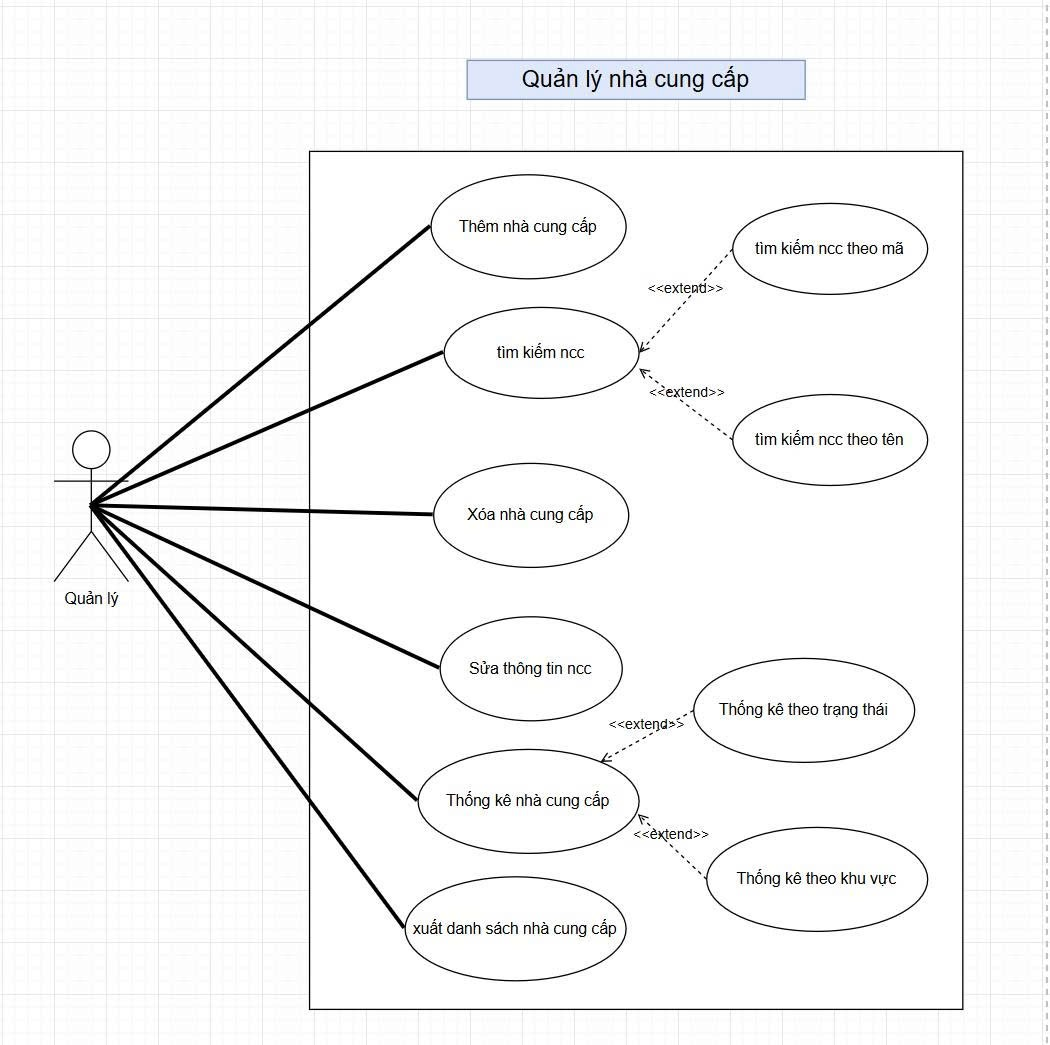 Quản lý nhà cung cấp
Thêm nhà cung cấp
tìm kiếm ncc theo mã
<<extend>>
tìm kiếm ncc
<<extend>>
tìm kiếm ncc theo tên
Xóa nhà cung cấp
Quản lý
Sửa thông tin ncc
Thống kê theo trạng thái
<<extend>>
Thống kê nhà cung cấp
<<extend>>
Thống kê theo khu vực
xuất danh sách nhà cung cấp